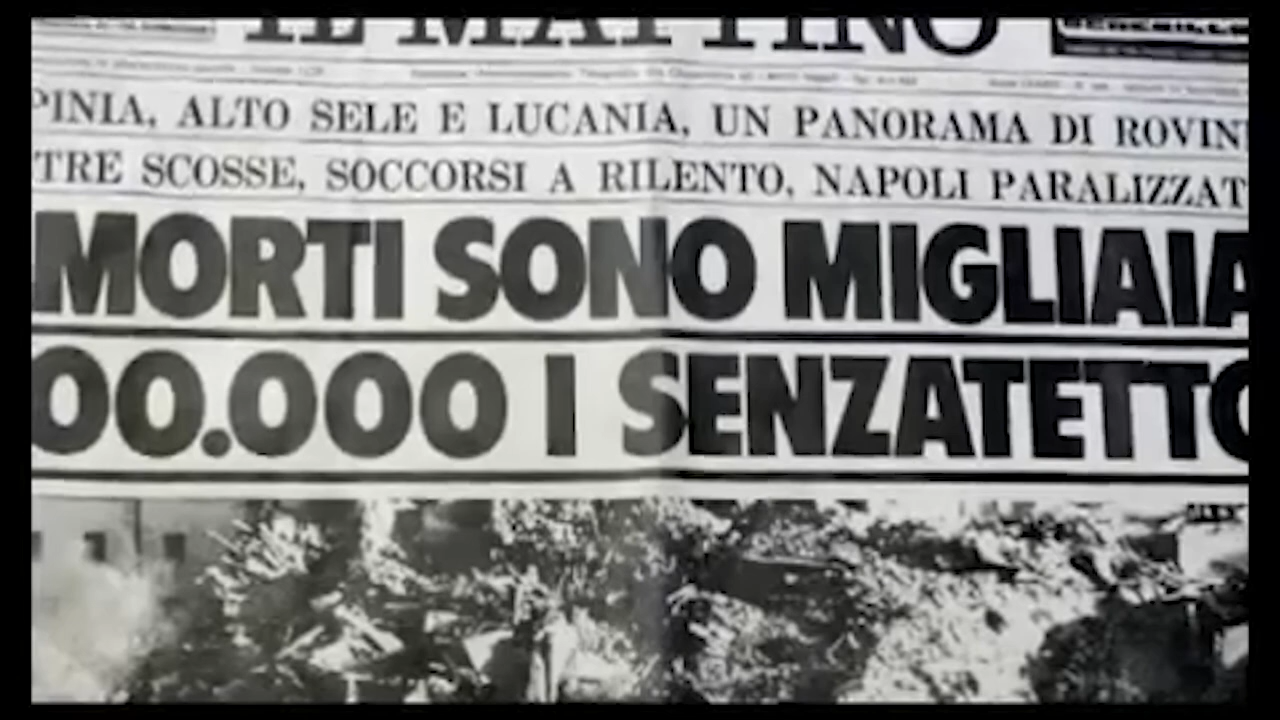 IL MATTINO
PINIA, ALTO SELE E LUCANIA, UN PANORAMA DI ROVIN
TRE SCOSSE, SOCCORSI A RILENTO, NAPOLI PARALIZZAT
MORTI SONO MIGLIAIA
00.000 I SENZATETTO